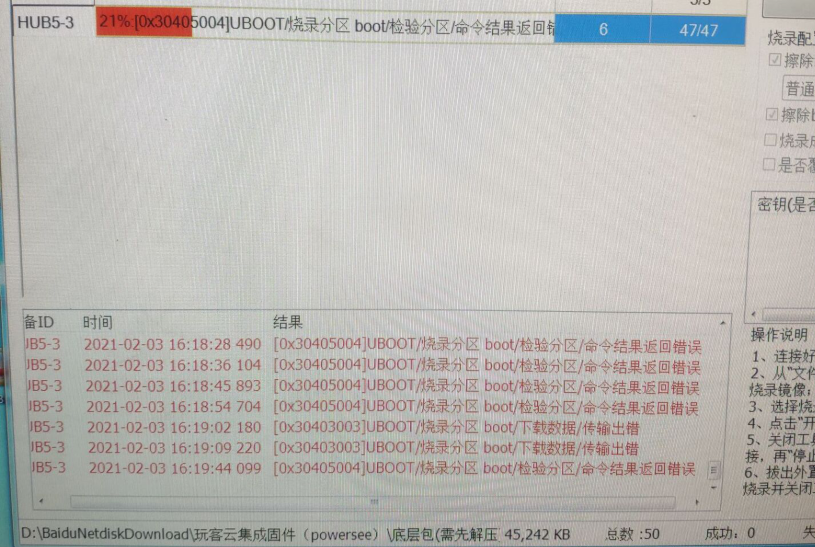 HUB5-3 21%:[0x30405004]UBOOT/烧录分区 boot/检验分区/命令结果返回错 6 47/47
烧录配
擦除
普通
擦除
烧录
是否
密钥(是否
备ID 时间 结果
JB5-3 2021-02-03 16:18:28 490 [0x30405004]UBOOT/烧录分区 boot/检验分区/命令结果返回错误
JB5-3 2021-02-03 16:18:36 104 [0x30405004]UBOOT/烧录分区 boot/检验分区/命令结果返回错误
JB5-3 2021-02-03 16:18:45 893 [0x30405004]UBOOT/烧录分区 boot/检验分区/命令结果返回错误
JB5-3 2021-02-03 16:18:54 704 [0x30405004]UBOOT/烧录分区 boot/检验分区/命令结果返回错误
JB5-3 2021-02-03 16:19:02 180 [0x30403003]UBOOT/烧录分区 boot/下载数据/传输出错
JB5-3 2021-02-03 16:19:09 220 [0x30403003]UBOOT/烧录分区 boot/下载数据/传输出错
JB5-3 2021-02-03 16:19:44 099 [0x30405004]UBOOT/烧录分区 boot/检验分区/命令结果返回错误
操作说明
1、连接好
2、从"文件
烧录镜像;
3、选择烧
4、点击"开
5、关闭工具
接，再"停止
6、拔出外置
烧录并关闭
D:\BaiduNetdiskDownload\玩客云集成固件（powersee）\底层包(需先解压 45,242 KB 总数 :50 成功：0 失